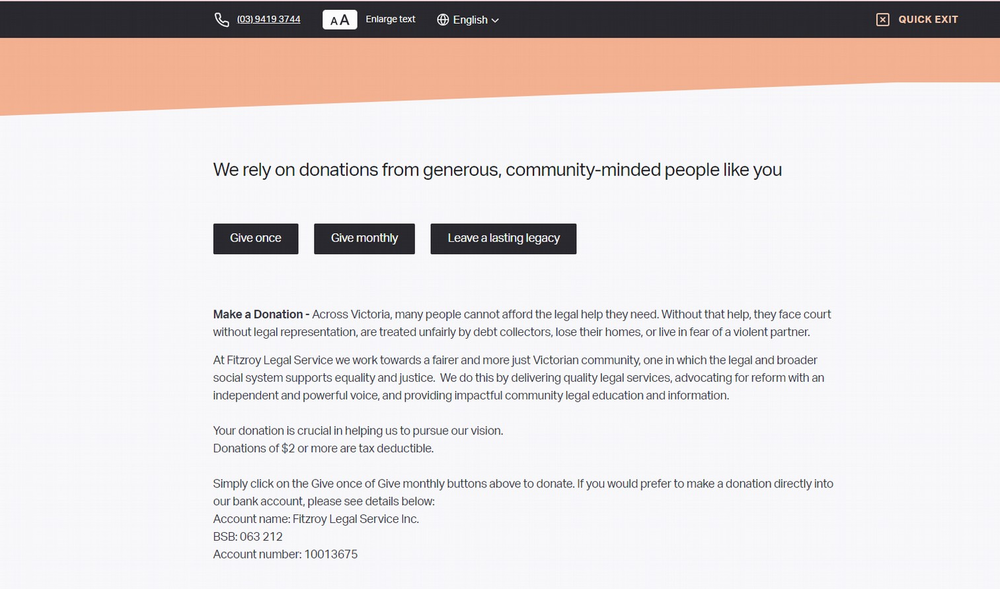 (03) 9419 3744 AA Enlarge text English QUICK EXIT
We rely on donations from generous, community-minded people like you
Give once Give monthly Leave a lasting legacy
Make a Donation - Across Victoria, many people cannot afford the legal help they need. Without that help, they face court
without legal representation, are treated unfairly by debt collectors, lose their homes, or live in fear of a violent partner.
At Fitzroy Legal Service we work towards a fairer and more just Victorian community, one in which the legal and broader
social system supports equality and justice.  We do this by delivering quality legal services, advocating for reform with an
independent and powerful voice, and providing impactful community legal education and information.
Your donation is crucial in helping us to pursue our vision.
Donations of $2 or more are tax deductible.
Simply click on the Give once of Give monthly buttons above to donate. If you would prefer to make a donation directly into
our bank account, please see details below:
Account name: Fitzroy Legal Service Inc.
BSB: 063 212
Account number: 10013675